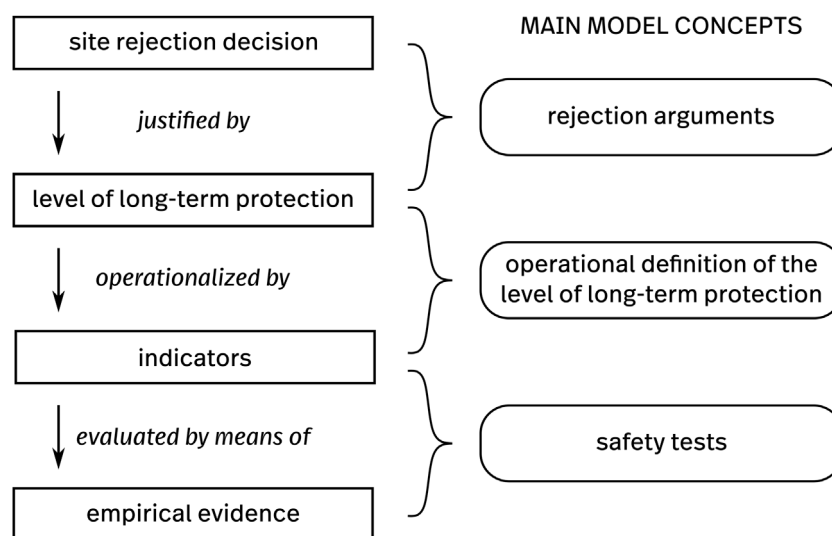 MAIN MODEL CONCEPTS
site rejection decision
justified by
rejection arguments
level of long-term protection
operationalized by
operational definition of the
level of long-term protection
indicators
evaluated by means of
safety tests
empirical evidence